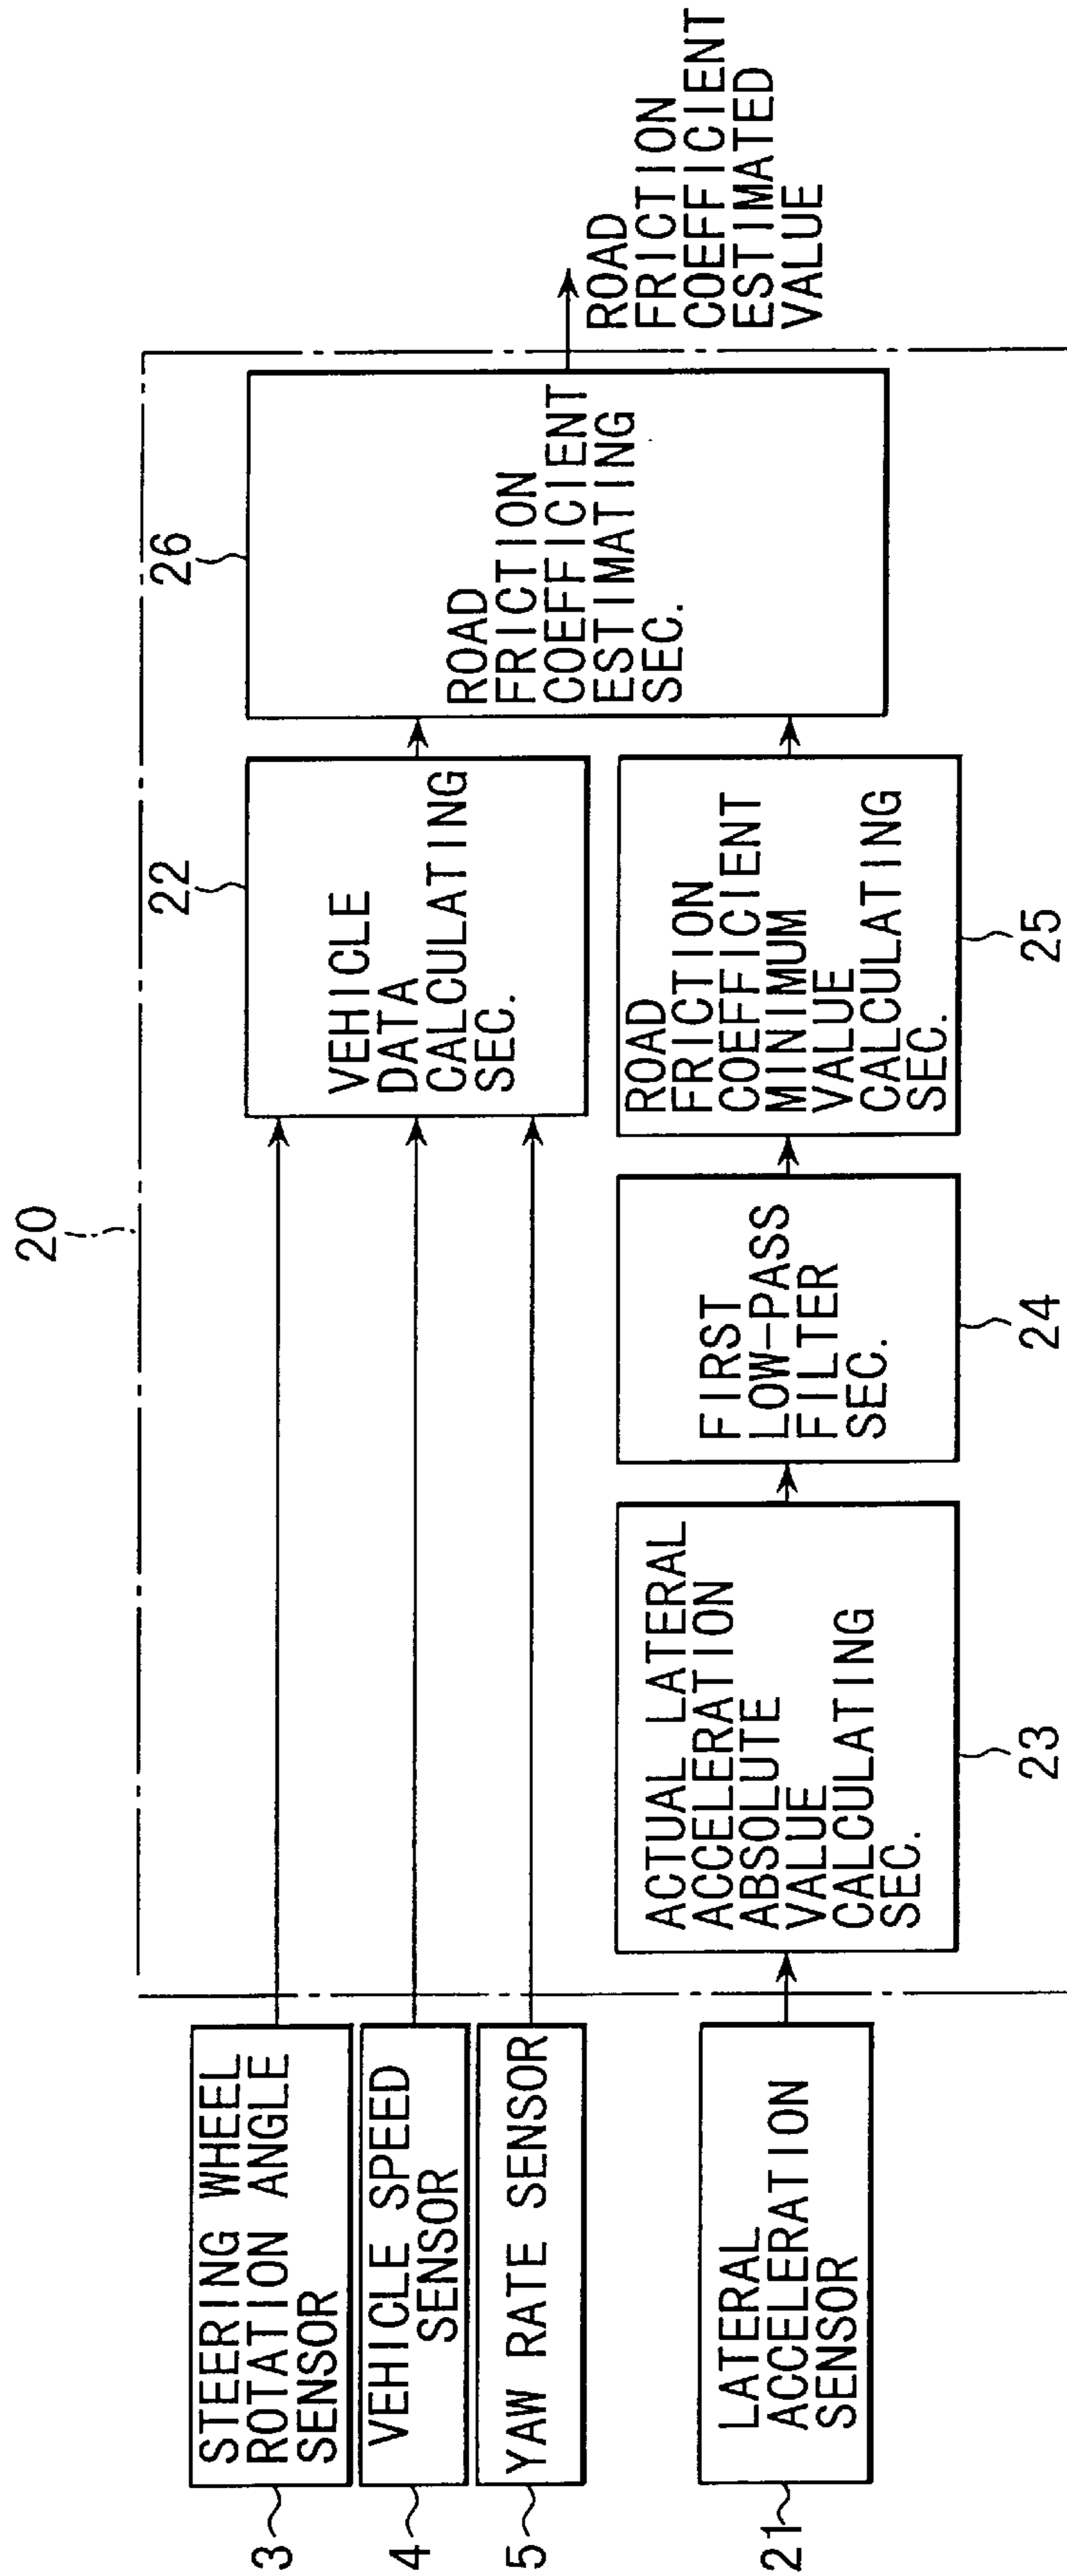 20
3
STEERING WHEEL
ROTATION ANGLE
SENSOR
4
VEHICLE SPEED
SENSOR
5
YAW RATE SENSOR
22
VEHICLE
DATA
CALCULATING
SEC.
26
ROAD
FRICTION
COEFFICIENT
ESTIMATING
SEC.
ROAD
FRICTION
COEFFICIENT
ESTIMATED
VALUE
21
LATERAL
ACCELERATION
SENSOR
ACTUAL LATERAL
ACCELERATION
ABSOLUTE
VALUE
CALCULATING
SEC.
23
FIRST
LOW-PASS
FILTER
SEC.
24
ROAD
FRICTION
COEFFICIENT
MINIMUM
VALUE
CALCULATING
SEC.
25